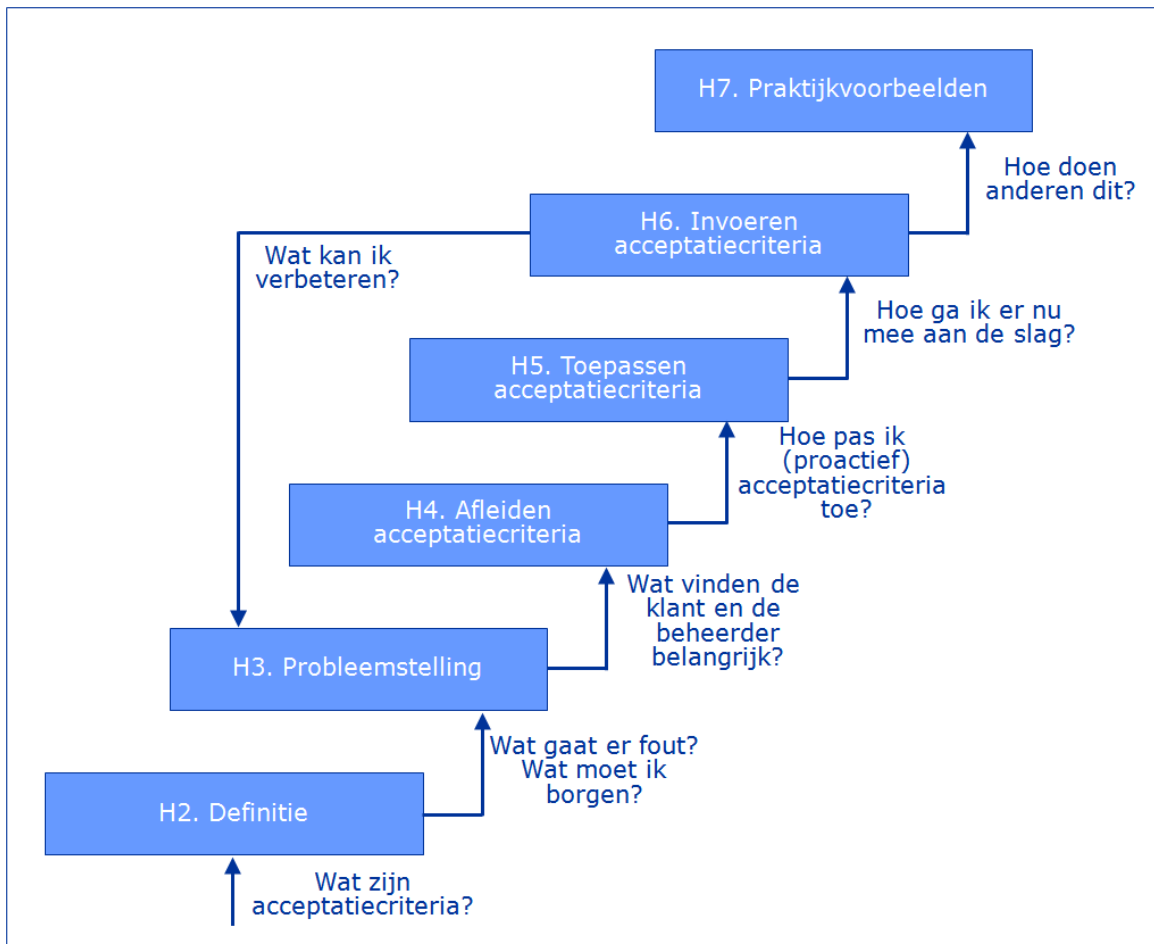 H7. Praktijkvoorbeelden
Hoe doen
anderen dit?
H6. Invoeren
acceptatiecriteria
Wat kan ik
verbeteren?
Hoe ga ik er nu
mee aan de slag?
H5. Toepassen
acceptatiecriteria
Hoe pas ik
(proactief)
acceptatiecriteria
toe?
H4. Afleiden
acceptatiecriteria
Wat vinden de
klant en de
beheerder
belangrijk?
H3. Probleemstelling
Wat gaat er fout?
Wat moet ik
borgen?
H2. Definitie
Wat zijn
acceptatiecriteria?